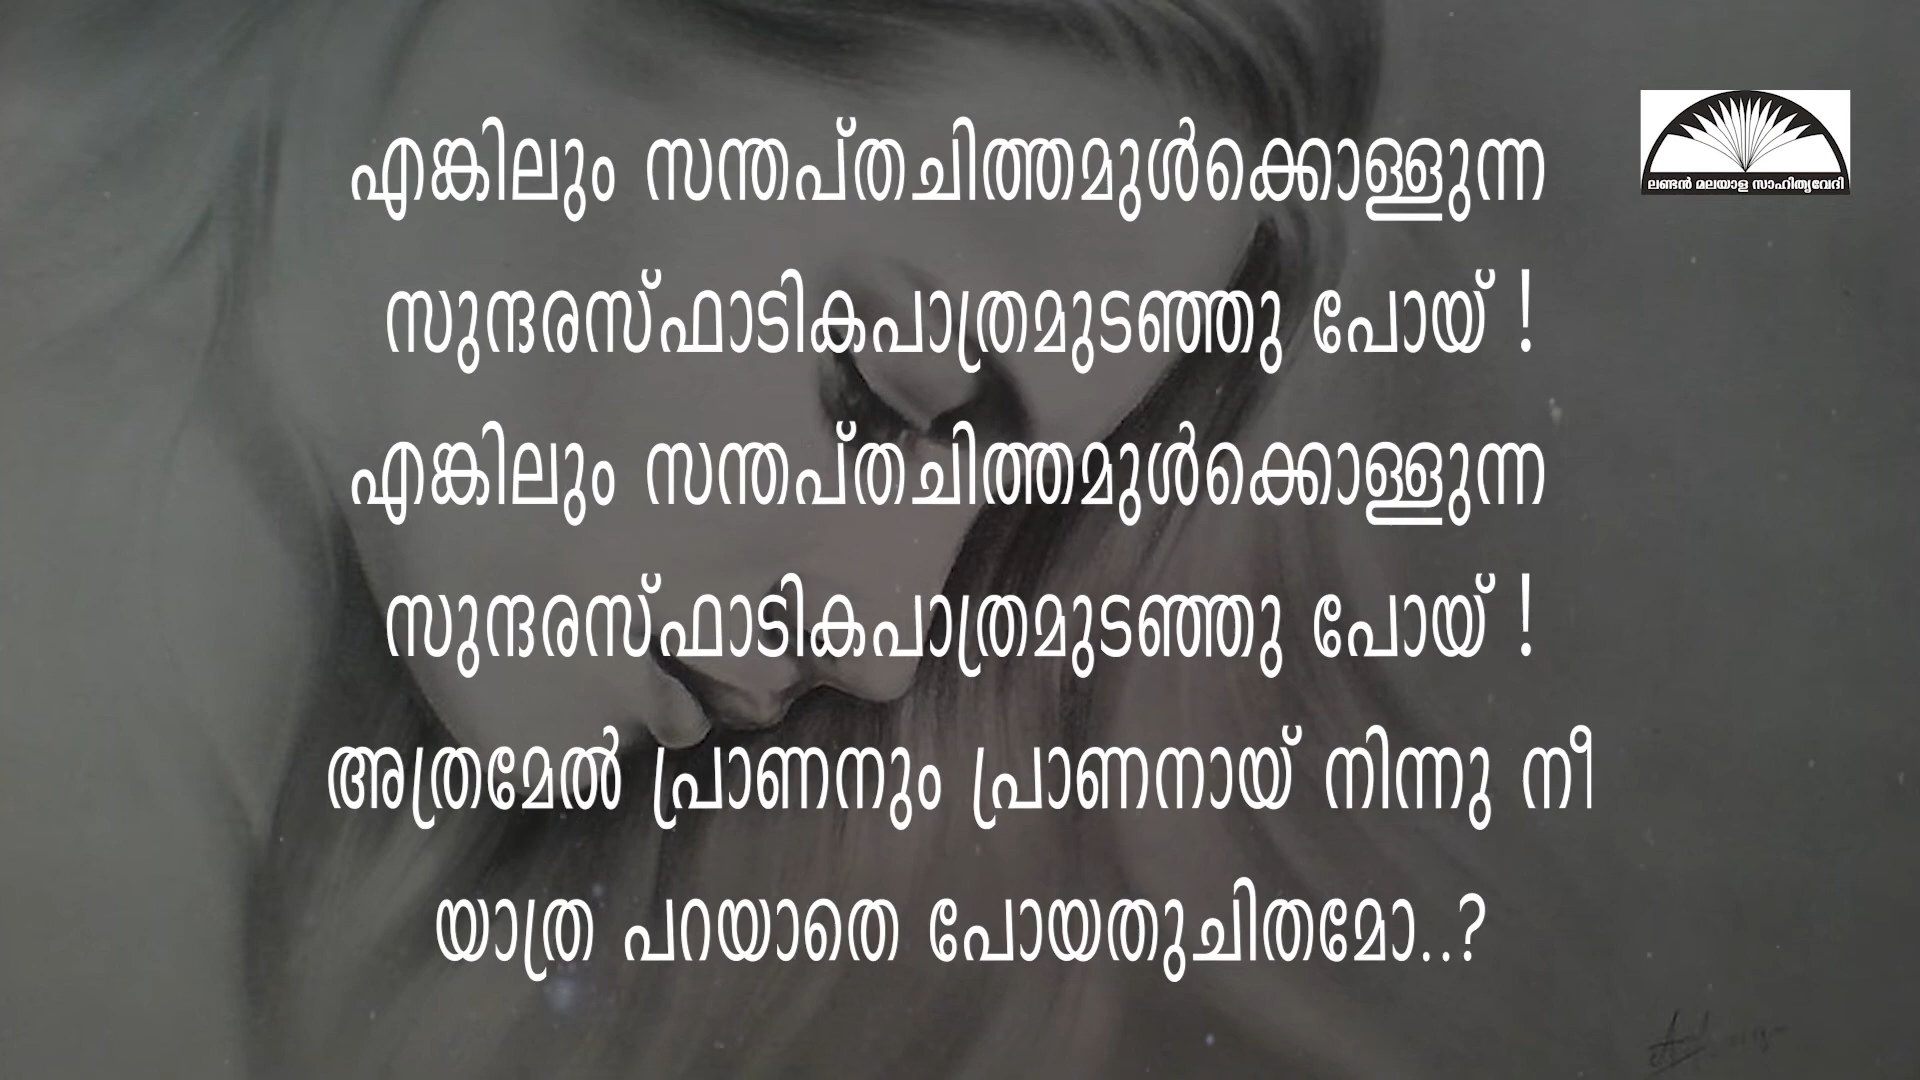 എങ്കിലും സന്തപ്തചിത്തമുൾക്കൊള്ളുന്ന
ലണ്ടൻ മലയാള സാഹിത്യവേദി
സുന്ദരസ്ഫാടികപാത്രമുടഞ്ഞു പോയ് !
എങ്കിലും സന്തപ്തചിത്തമുൾക്കൊള്ളുന്ന
സുന്ദരസ്ഫാടികപാത്രമുടഞ്ഞു പോയ് !
അത്രമേൽ പ്രാണനും പ്രാണനായ് നിന്നു നീ
യാത്ര പറയാതെ പോയതുചിതമോ..?